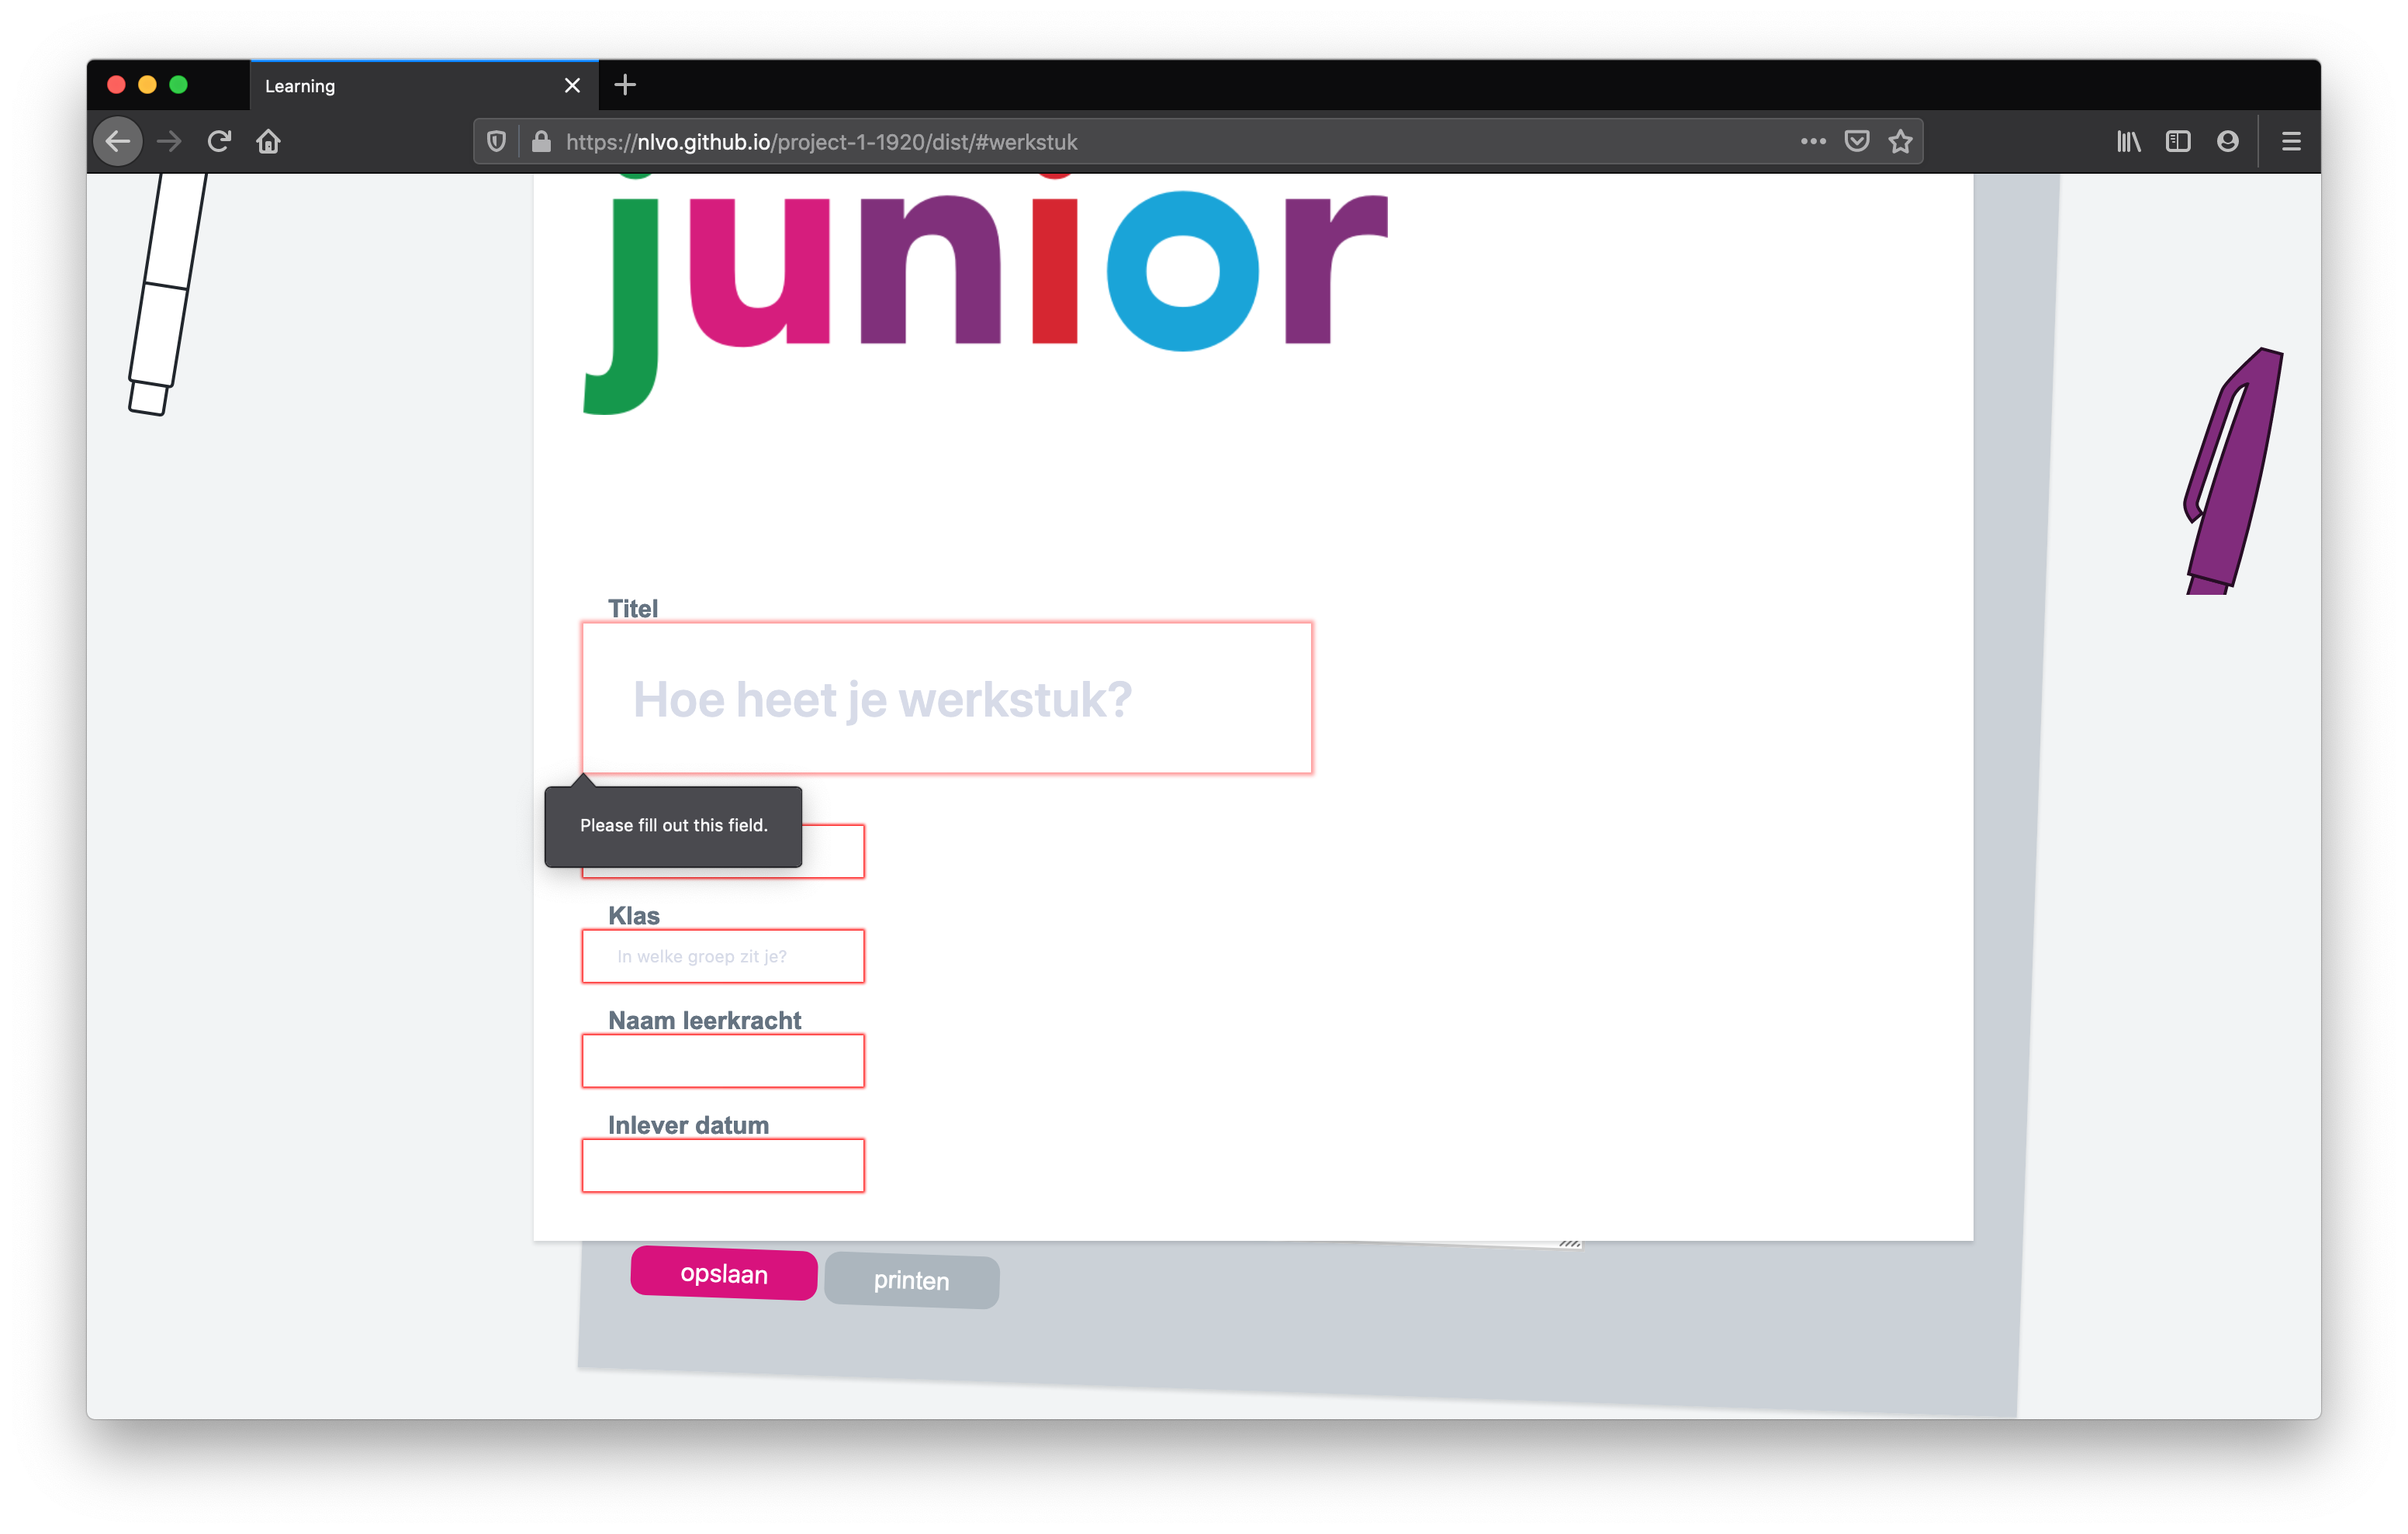 Learning
https://nlvo.github.io/project-1-1920/dist/#werkstuk
junior
Titel
Hoe heet je werkstuk?
Please fill out this field.
Klas
In welke groep zit je?
Naam leerkracht
Inlever datum
opslaan
printen